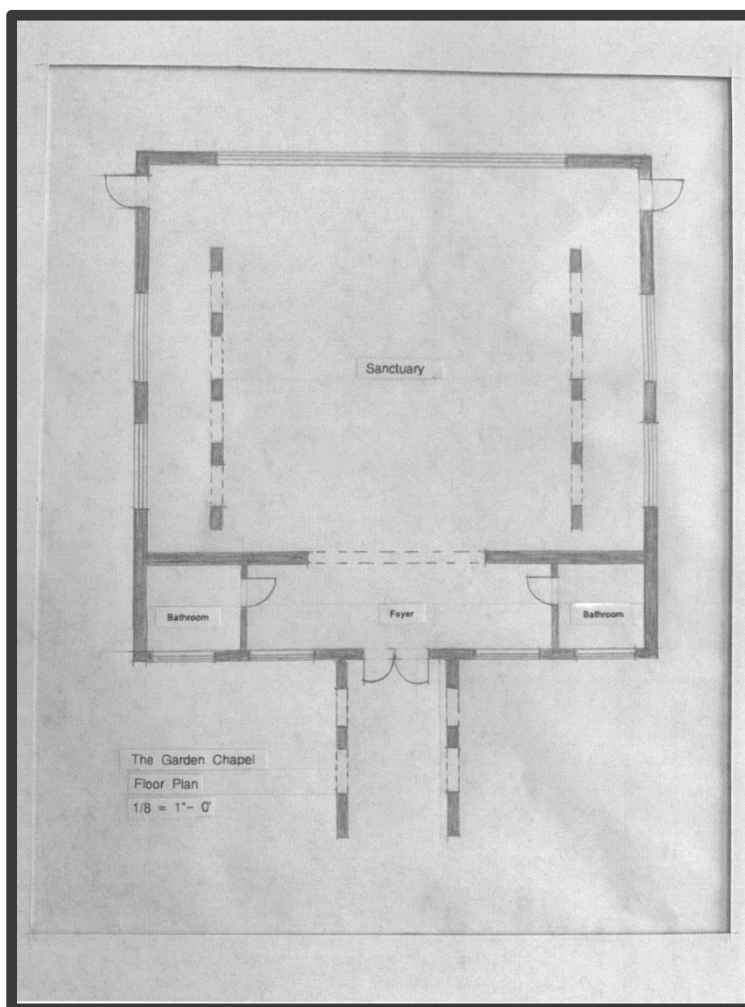 Sanctuary
Bathroom
Foyer
Bathroom
The Garden Chapel
Floor Plan
1/8 = 1"- 0'